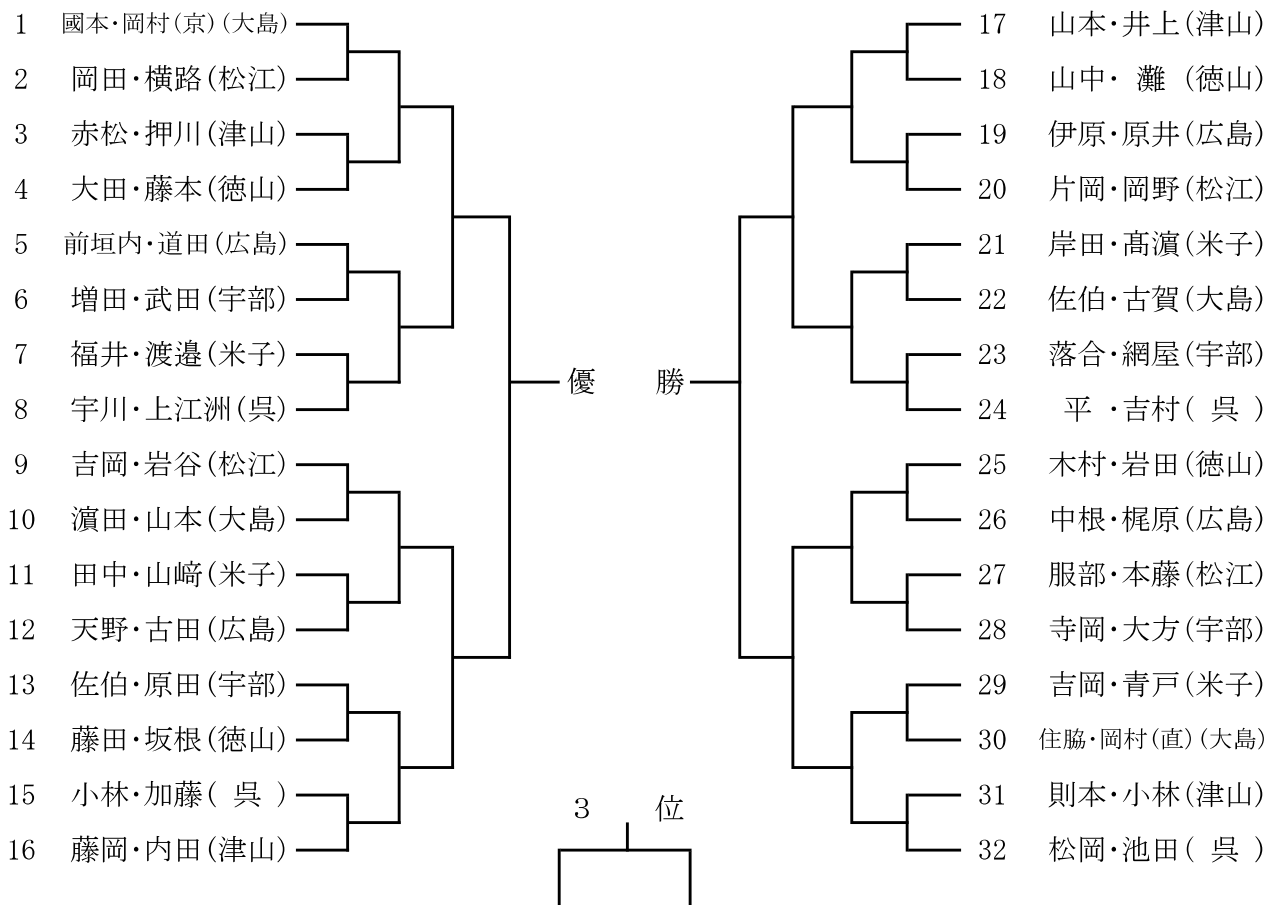 1 國本・岡村(京)(大島)
2 岡田・横路(松江)
3 赤松・押川(津山)
4 大田・藤本(徳山)
5 前垣内・道田(広島)
6 増田・武田(宇部)
7 福井・渡邉(米子)
8 宇川・上江洲(呉)
9 吉岡・岩谷(松江)
10 濵田・山本(大島)
11 田中・山﨑(米子)
12 天野・古田(広島)
13 佐伯・原田(宇部)
14 藤田・坂根(徳山)
15 小林・加藤( 呉 )
16 藤岡・内田(津山)
優 勝
3 位
17 山本・井上(津山)
18 山中・ 灘 (徳山)
19 伊原・原井(広島)
20 片岡・岡野(松江)
21 岸田・髙濵(米子)
22 佐伯・古賀(大島)
23 落合・網屋(宇部)
24 平 ・吉村( 呉 )
25 木村・岩田(徳山)
26 中根・梶原(広島)
27 服部・本藤(松江)
28 寺岡・大方(宇部)
29 吉岡・青戸(米子)
30 住脇・岡村(直)(大島)
31 則本・小林(津山)
32 松岡・池田( 呉 )